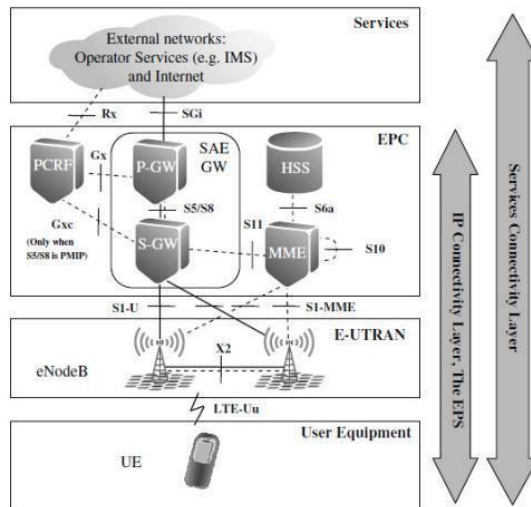 Services
External networks:
Operator Services (e.g. IMS)
and Internet
Rx
SGi
EPC
SAE
GW
PCRF
Gx
P-GW
HSS
S5/S8
S6a
Gxc
(Only when
S5/S8 is PMIP)
S-GW
S11
MME
S10
S1-U
S1-MME
E-UTRAN
X2
eNodeB
LTE-Uu
User Equipment
UE
IP Connectivity Layer, The EPS
Services Connectivity Layer